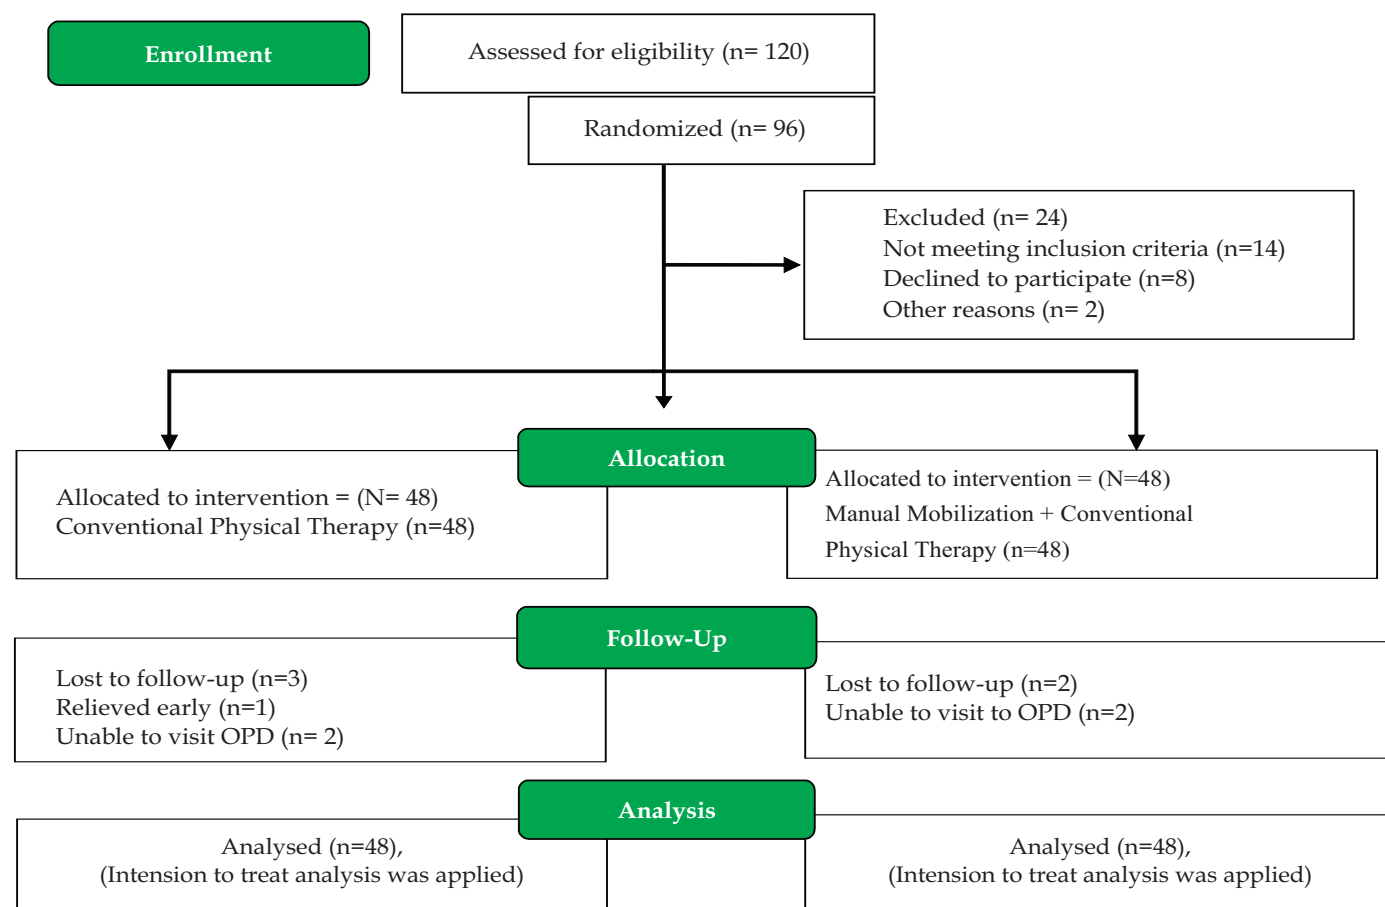 Enrollment
Assessed for eligibility (n= 120)
Randomized (n= 96)
Excluded (n= 24)
Not meeting inclusion criteria (n=14)
Declined to participate (n=8)
Other reasons (n= 2)
Allocation
Allocated to intervention = (N= 48)
Conventional Physical Therapy (n=48)
Allocated to intervention = (N=48)
Manual Mobilization + Conventional
Physical Therapy (n=48)
Follow-Up
Lost to follow-up (n=3)
Relieved early (n=1)
Unable to visit OPD (n= 2)
Lost to follow-up (n=2)
Unable to visit to OPD (n=2)
Analysis
Analysed (n=48),
(Intension to treat analysis was applied)
Analysed (n=48),
(Intension to treat analysis was applied)